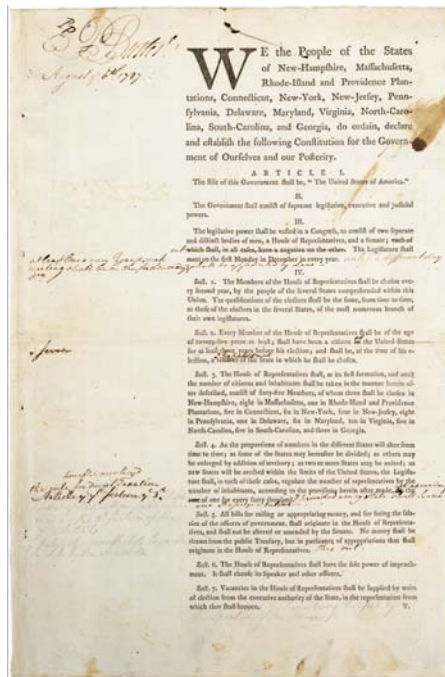 August 6th 1787
WE the People of the States
of New-Hampshire, Massachusetts,
Rhode-Island and Providence Plan-
tations, Connecticut, New-York, New-Jersey, Penn-
sylvania, Delaware, Maryland, Virginia, North-Caro-
lina, South-Carolina, and Georgia, do ordain, declare
and establish the following Constitution for the Govern-
ment of Ourselves and our Posterity.
ARTICLE I.
The stile of this Government shall be, "The United States of America."
II.
The Government shall consist of supreme legislative, executive and judicial
powers.
III.
The legislative power shall be vested in a Congress, to consist of two separate
and distinct bodies of men, a House of Representatives, and a Senate; each of
which shall, in all cases, have a negative on the other. The Legislature shall
meet on the first Monday in December in every year.
IV.
Sect. 1. The Members of the House of Representatives shall be chosen every
second year, by the people of the several States comprehended within this
Union. The qualifications of the electors shall be the same, from time to time,
as those of the electors in the several States, of the most numerous branch of
their own legislatures.
Sect. 2. Every Member of the House of Representatives shall be of the age
of twenty-five years at least; shall have been a citizen of the United States
seven
for at least three years before his election; and shall be, at the time of his e-
lection, a resident of the State in which he shall be chosen.
Sect. 3. The House of Representatives shall, at its first formation, and until
the number of citizens and inhabitants shall be taken in the manner herein after
described, consist of sixty-five Members, of whom three shall be chosen in
New-Hampshire, eight in Massachusetts, one in Rhode-Island and Providence
Plantations, five in Connecticut, six in New-York, four in New-Jersey, eight
in Pennsylvania, one in Delaware, six in Maryland, ten in Virginia, five in
North-Carolina, five in South-Carolina, and three in Georgia.
Sect. 4. As the proportions of numbers in the different States will alter from
time to time; as some of the States may hereafter be divided; as others may
be enlarged by addition of territory; as two or more States may be united; as
new States will be erected within the limits of the United States, the Legisla-
ture shall, in each of these cases, regulate the number of representatives by the
number of inhabitants, according to the provisions herein after made, at the
rate of one for every forty thousand.
Sect. 5. All bills for raising or appropriating money, and for fixing the sala-
ries of the officers of government, shall originate in the House of Representa-
tives, and shall not be altered or amended by the Senate. No money shall be
drawn from the public Treasury, but in pursuance of appropriations that shall
originate in the House of Representatives.
Sect. 6. The House of Representatives shall have the sole power of impeach-
ment. It shall choose its Speaker and other officers.
Sect. 7. Vacancies in the House of Representatives shall be supplied by writs
of election from the executive authority of the State, in the representation from
which they shall happen.
V.